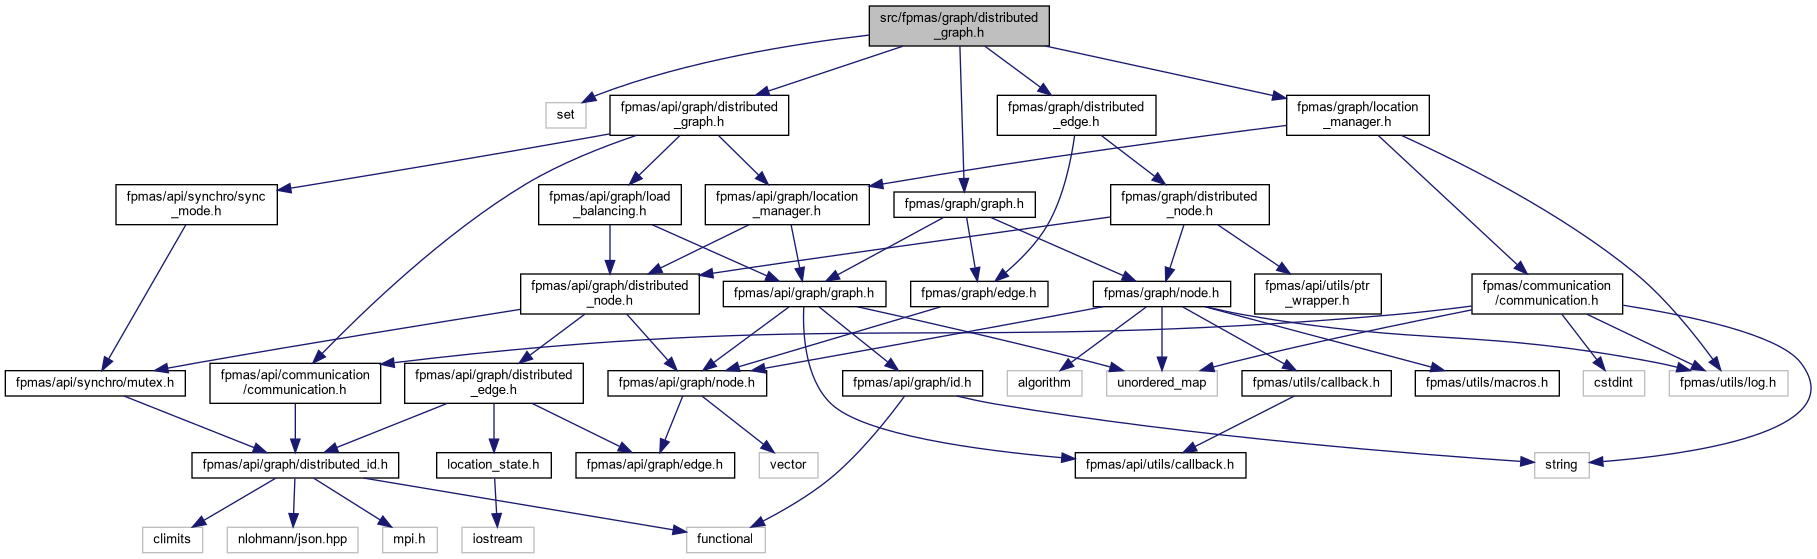 src/fpmas/graph/distributed
_graph.h
set
fpmas/api/graph/distributed
_graph.h
fpmas/graph/distributed
_edge.h
fpmas/graph/location
_manager.h
fpmas/api/synchro/sync
_mode.h
fpmas/api/graph/load
_balancing.h
fpmas/api/graph/location
_manager.h
fpmas/graph/graph.h
fpmas/graph/distributed
_node.h
fpmas/api/graph/distributed
_node.h
fpmas/api/graph/graph.h
fpmas/graph/edge.h
fpmas/graph/node.h
fpmas/api/utils/ptr
_wrapper.h
fpmas/communication
/communication.h
fpmas/api/synchro/mutex.h
fpmas/api/communication
/communication.h
fpmas/api/graph/distributed
_edge.h
fpmas/api/graph/node.h
fpmas/api/graph/id.h
algorithm
unordered_map
fpmas/utils/callback.h
fpmas/utils/macros.h
cstdint
fpmas/utils/log.h
fpmas/api/graph/distributed_id.h
location_state.h
fpmas/api/graph/edge.h
vector
fpmas/api/utils/callback.h
string
climits
nlohmann/json.hpp
mpi.h
iostream
functional